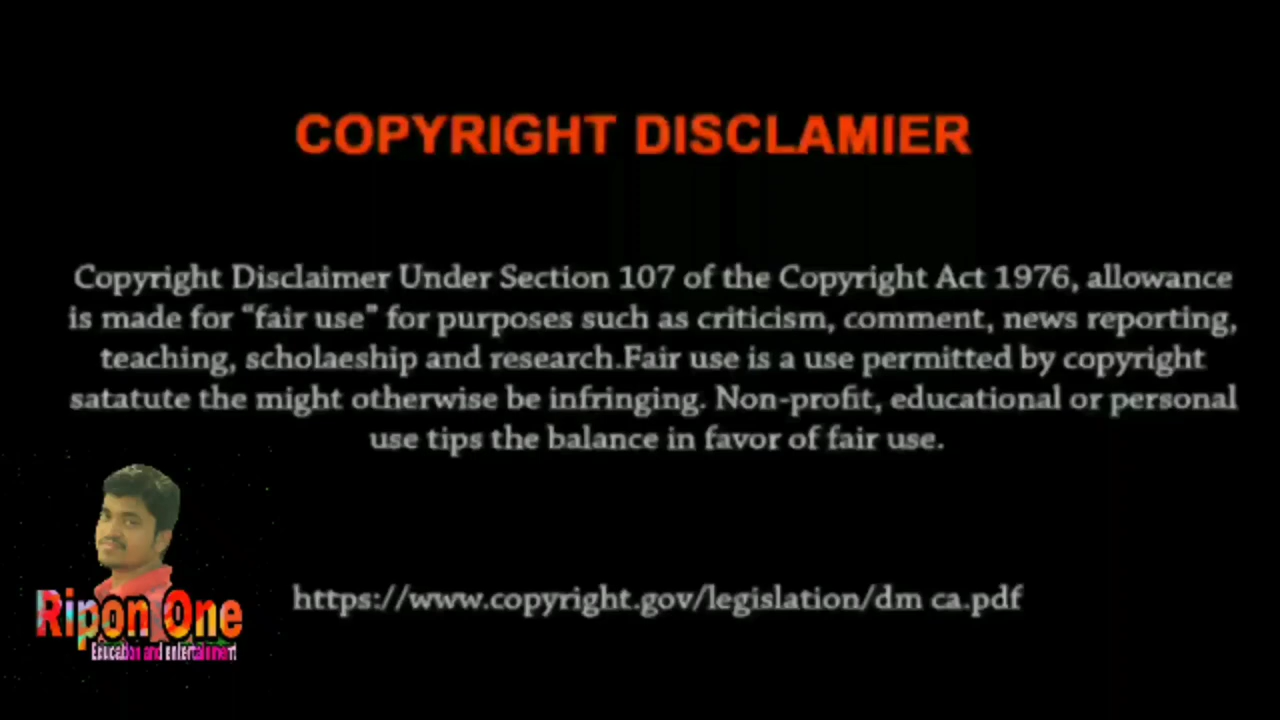 COPYRIGHT DISCLAMIER
Copyright Disclaimer Under Section 107 of the Copyright Act 1976, allowance
is made for “fair use” for purposes such as criticism, comment, news reporting,
teaching, scholaeship and research.Fair use is a use permitted by copyright
satatute the might otherwise be infringing. Non-profit, educational or personal
use tips the balance in favor of fair use.
https://www.copyright.gov/legislation/dm ca.pdf
Ripon One
Education and entertainment